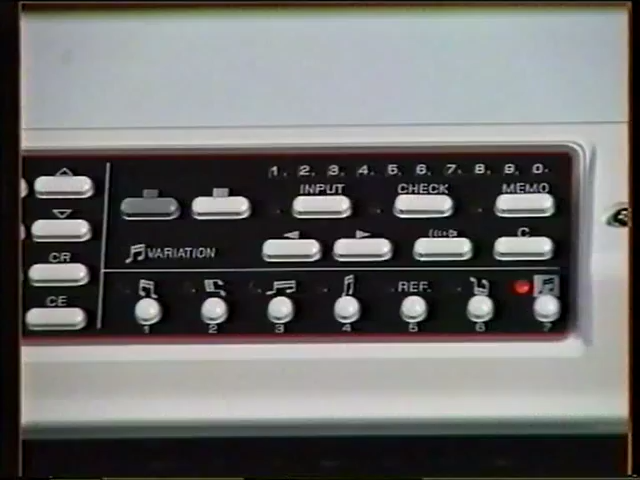 1. 2. 3. 4. 5. 6. 7. 8. 9. 0.
INPUT CHECK MEMO
CR
VARIATION
C
CE
REF.
1 2 3 4 5 6 7